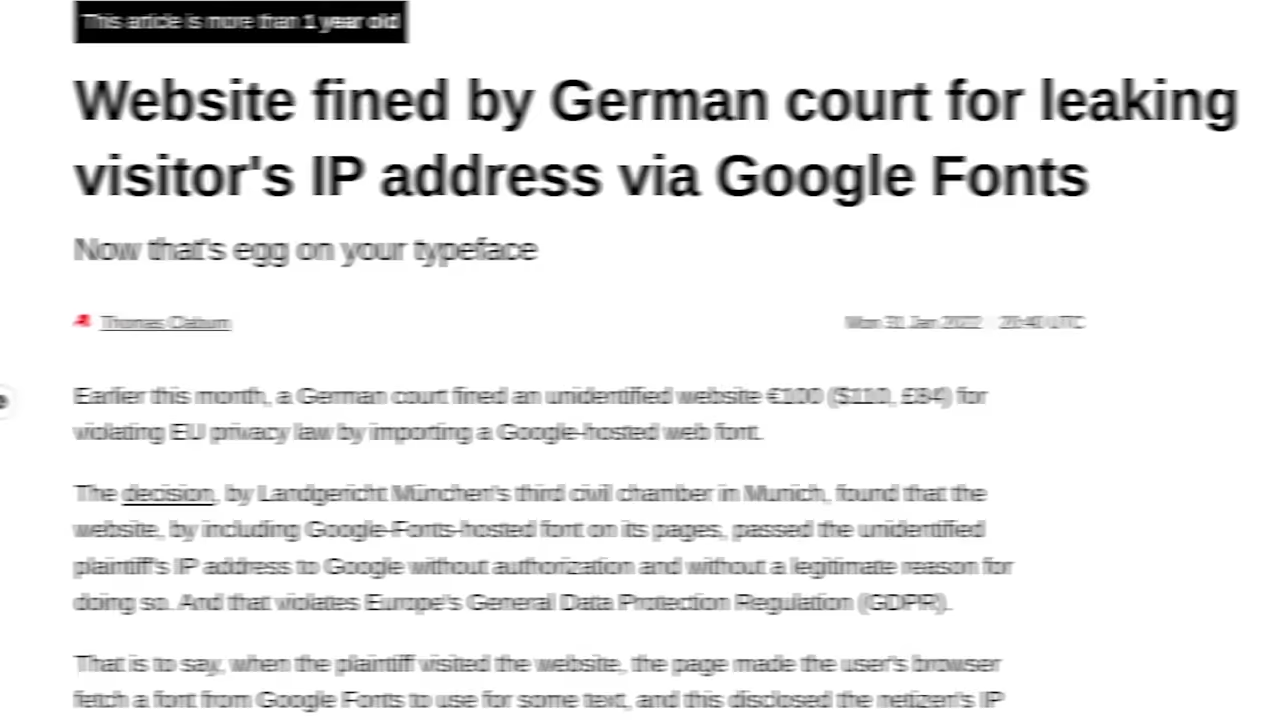 This article is more than 1 year old
Website fined by German court for leaking
visitor's IP address via Google Fonts
Now that's egg on your typeface
Thomas Claburn
Mon 31 Jan 2022 20:40 UTC
Earlier this month, a German court fined an unidentified website €100 ($110, £84) for
violating EU privacy law by importing a Google-hosted web font.
The decision, by Landgericht München's third civil chamber in Munich, found that the
website, by including Google-Fonts-hosted font on its pages, passed the unidentified
plaintiff's IP address to Google without authorization and without a legitimate reason for
doing so. And that violates Europe's General Data Protection Regulation (GDPR).
That is to say, when the plaintiff visited the website, the page made the user's browser
fetch a font from Google Fonts to use for some text, and this disclosed the netizen's IP